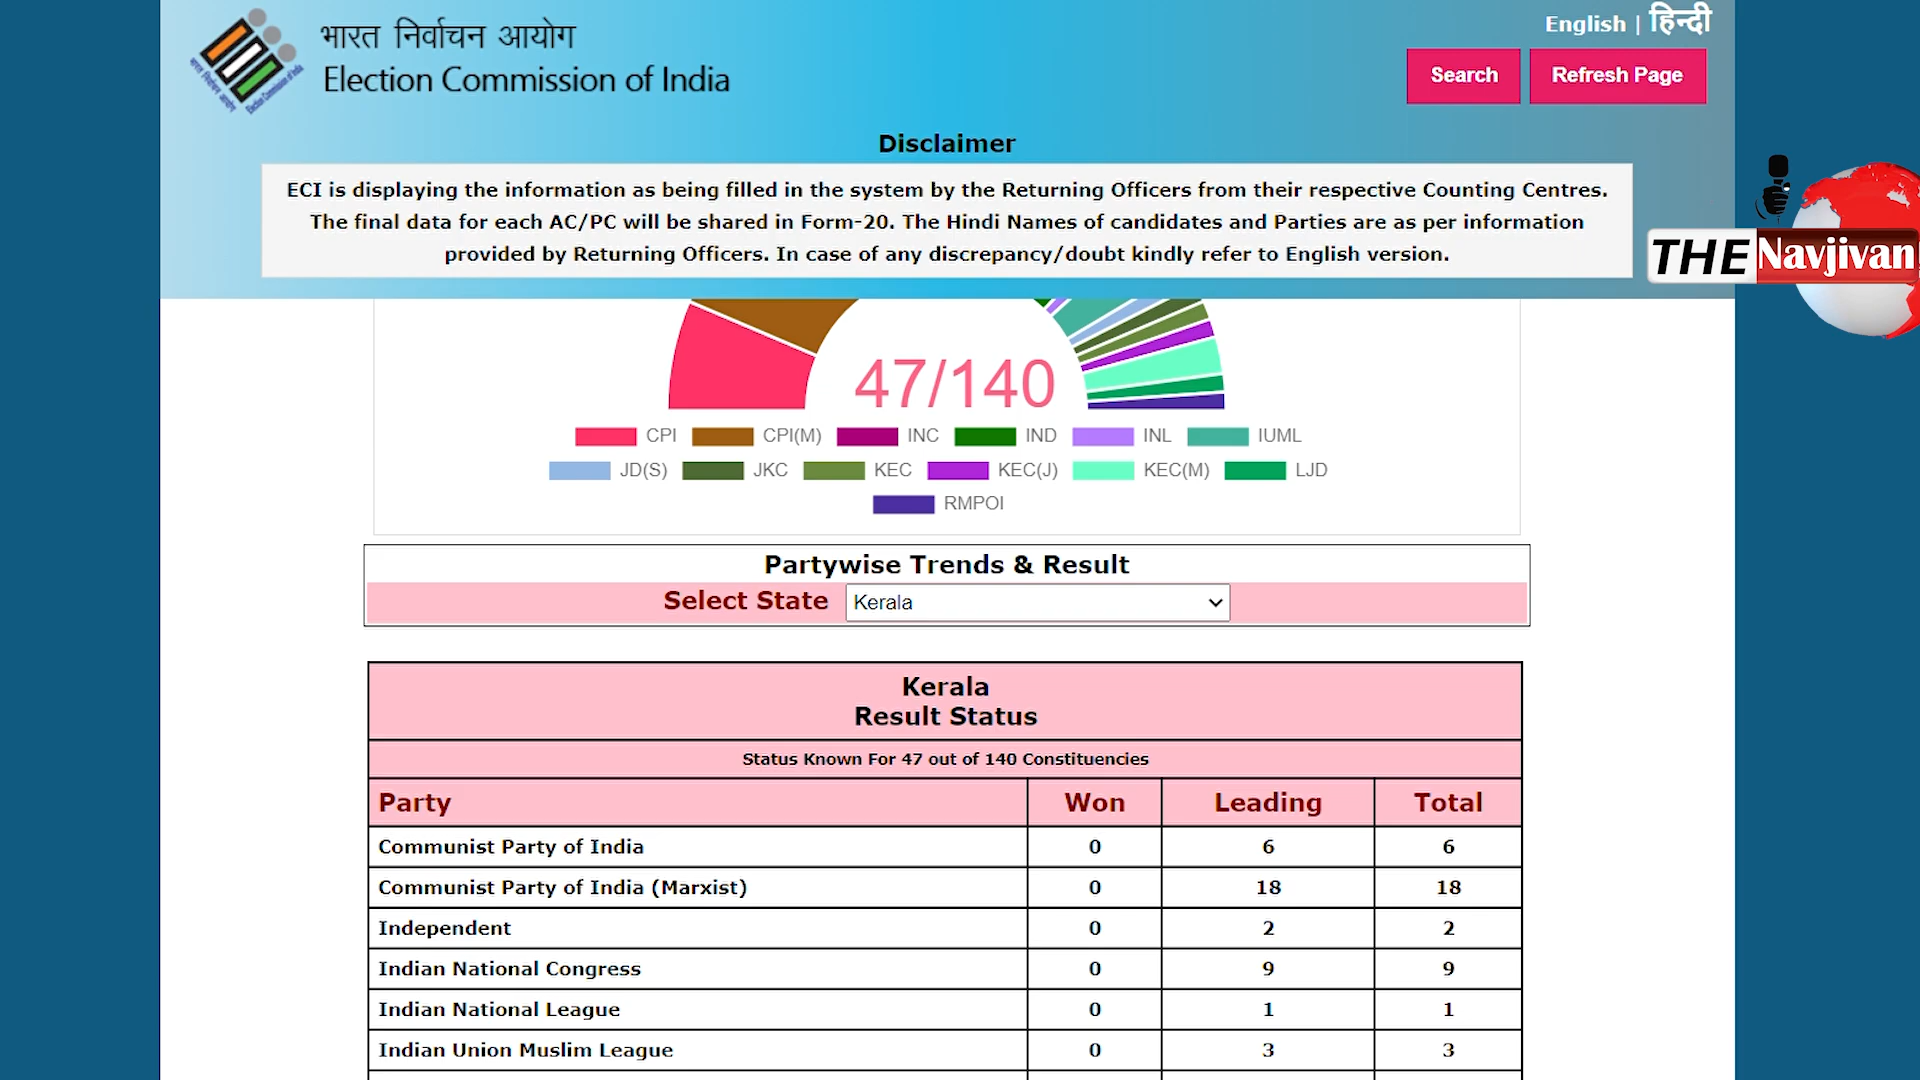 भारत निर्वाचन आयोग
Election Commission of India
English | हिन्दी
Search Refresh Page
Disclaimer
ECI is displaying the information as being filled in the system by the Returning Officers from their respective Counting Centres.
The final data for each AC/PC will be shared in Form-20. The Hindi Names of candidates and Parties are as per information
provided by Returning Officers. In case of any discrepancy/doubt kindly refer to English version.
THE Navjivan
47/140
CPI CPI(M) INC IND INL IUML
JD(S) JKC KEC KEC(J) KEC(M) LJD
RMPOI
Partywise Trends & Result
Select State Kerala
Kerala
Result Status
Status Known For 47 out of 140 Constituencies
Party Won Leading Total
Communist Party of India 0 6 6
Communist Party of India (Marxist) 0 18 18
Independent 0 2 2
Indian National Congress 0 9 9
Indian National League 0 1 1
Indian Union Muslim League 0 3 3